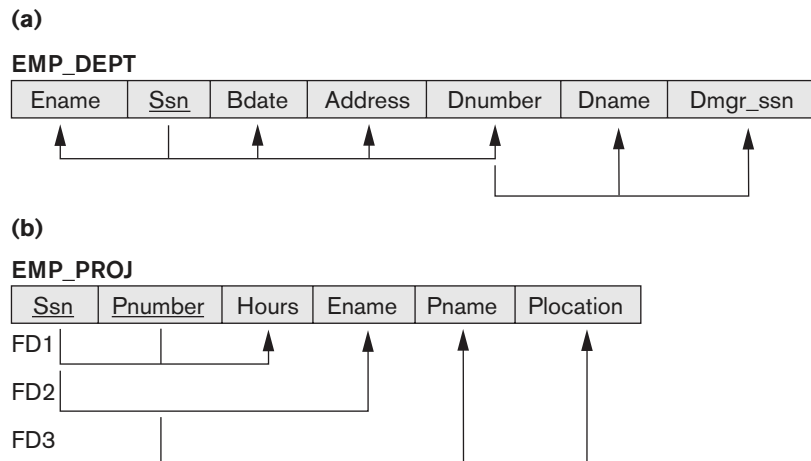 (a)
EMP_DEPT
Ename Ssn Bdate Address Dnumber Dname Dmgr_ssn
(b)
EMP_PROJ
Ssn Pnumber Hours Ename Pname Plocation
FD1
FD2
FD3